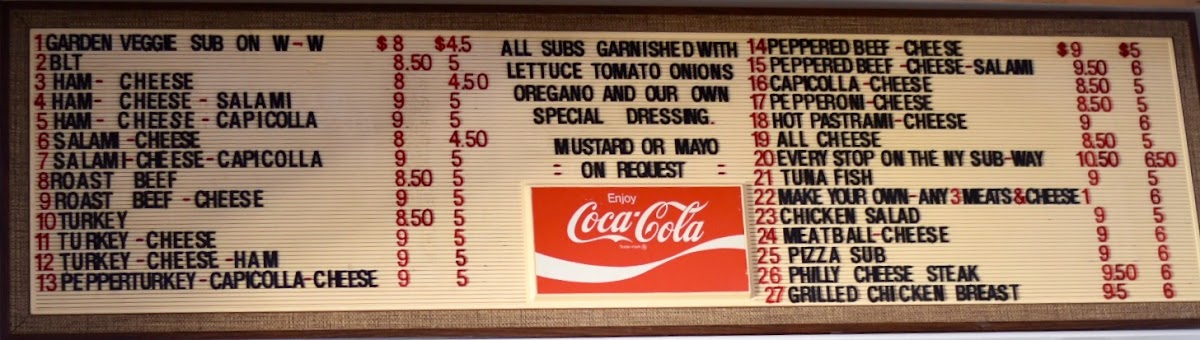 1 GARDEN VEGGIE SUB ON W-W $8 $4.5
2 BLT 8.50 5
3 HAM- CHEESE 8 4.50
4 HAM- CHEESE - SALAMI 9 5
5 HAM- CHEESE - CAPICOLLA 9 5
6 SALAMI-CHEESE 8 4.50
7 SALAMI-CHEESE-CAPICOLLA 9 5
8 ROAST BEEF 8.50 5
9 ROAST BEEF -CHEESE 9 5
10 TURKEY 8.50 5
11 TURKEY-CHEESE 9 5
12 TURKEY-CHEESE-HAM 9 5
13 PEPPERTURKEY-CAPICOLLA-CHEESE 9 5
ALL SUBS GARNISHED WITH
LETTUCE TOMATO ONIONS
OREGANO AND OUR OWN
SPECIAL DRESSING.
MUSTARD OR MAYO
- ON REQUEST -
Enjoy
Coca-Cola
14 PEPPERED BEEF-CHEESE $9 $5
15 PEPPERED BEEF -CHEESE-SALAMI 9.50 6
16 CAPICOLLA-CHEESE 8.50 5
17 PEPPERONI-CHEESE 8.50 5
18 HOT PASTRAMI-CHEESE 9 6
19 ALL CHEESE 8.50 5
20 EVERY STOP ON THE NY SUB-WAY 10.50 6.50
21 TUNA FISH 9 5
22 MAKE YOUR OWN-ANY 3 MEATS & CHEESE 1 6
23 CHICKEN SALAD 9 5
24 MEATBALL-CHEESE 9 6
25 PIZZA SUB 9 6
26 PHILLY CHEESE STEAK 9.50 6
27 GRILLED CHICKEN BREAST 9.5 6